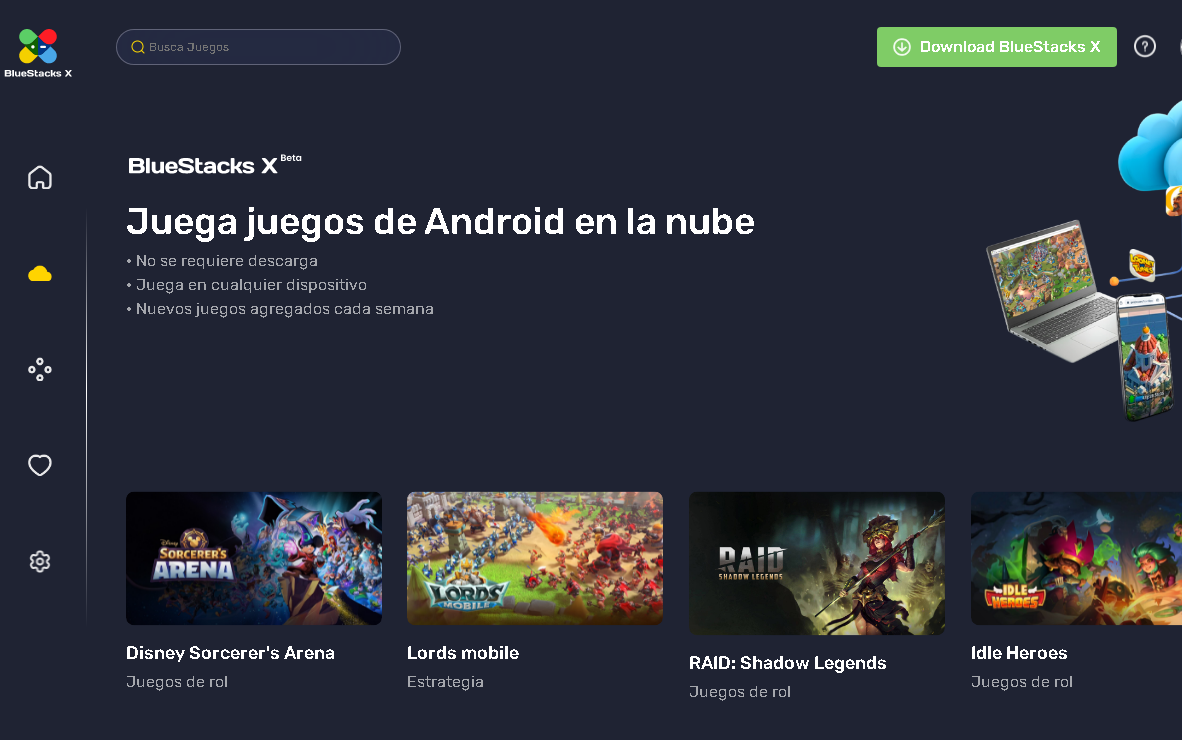 BlueStacks X
Busca Juegos
Download BlueStacks X
?
BlueStacks X Beta
Juega juegos de Android en la nube
• No se requiere descarga
• Juega en cualquier dispositivo
• Nuevos juegos agregados cada semana
LOONEY TUNES
Disney
SORCERER'S
ARENA
LORDS
MOBILE
RAID
SHADOW LEGENDS
IDLE
HEROES
Disney Sorcerer's Arena
Lords mobile
RAID: Shadow Legends
Idle Heroes
Juegos de rol
Estrategia
Juegos de rol
Juegos de rol